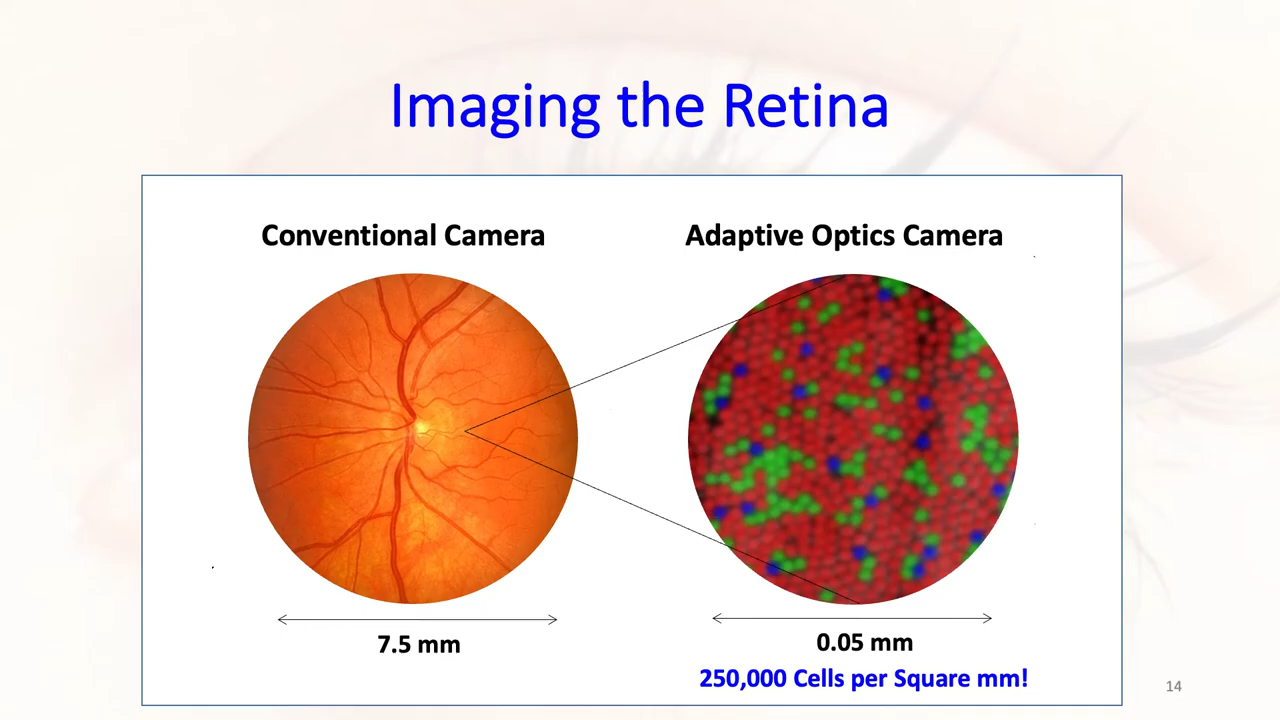 Imaging the Retina
Conventional Camera
Adaptive Optics Camera
7.5 mm
0.05 mm
250,000 Cells per Square mm!
14